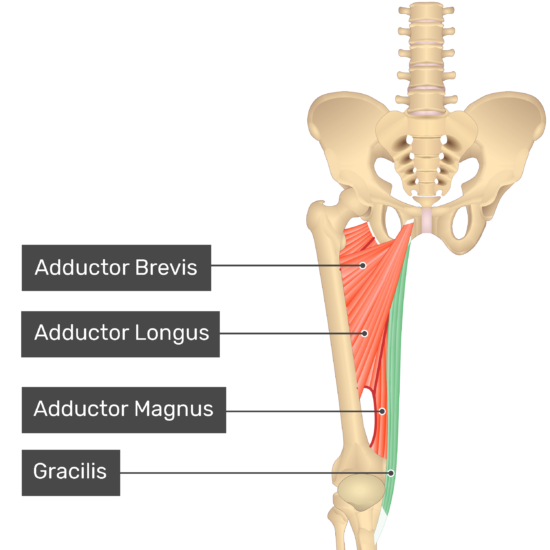 Adductor Brevis
Adductor Longus
Adductor Magnus
Gracilis